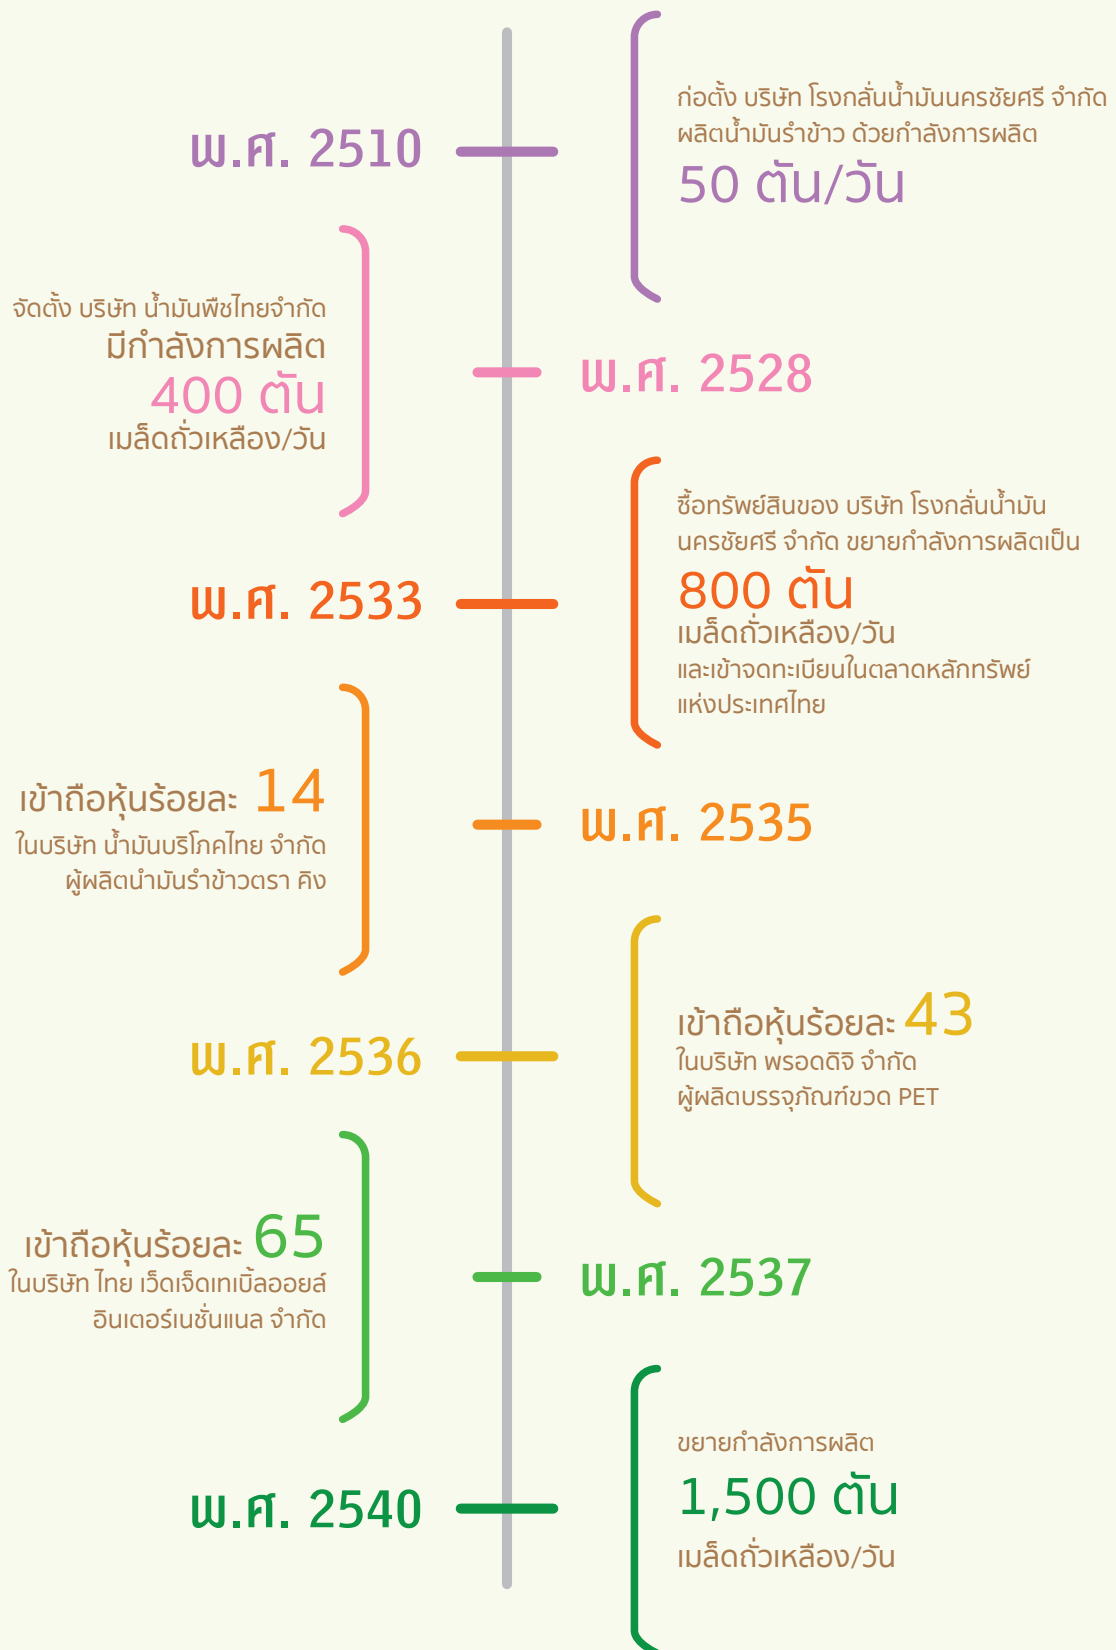 พ.ศ. 2510
ก่อตั้ง บริษัท โรงกลั่นน้ำมันนครชัยศรี จำกัด
ผลิตน้ำมันรำข้าว ด้วยกำลังการผลิต
50 ตัน/วัน
พ.ศ. 2528
จัดตั้ง บริษัท น้ำมันพืชไทยจำกัด
มีกำลังการผลิต
400 ตัน
เมล็ดถั่วเหลือง/วัน
พ.ศ. 2533
ซื้อทรัพย์สินของ บริษัท โรงกลั่นน้ำมัน
นครชัยศรี จำกัด ขยายกำลังการผลิตเป็น
800 ตัน
เมล็ดถั่วเหลือง/วัน
และเข้าจดทะเบียนในตลาดหลักทรัพย์
แห่งประเทศไทย
พ.ศ. 2535
เข้าถือหุ้นร้อยละ 14
ในบริษัท น้ำมันบริโภคไทย จำกัด
ผู้ผลิตนำมันรำข้าวตรา คิง
พ.ศ. 2536
เข้าถือหุ้นร้อยละ 43
ในบริษัท พรอดดิจิ จำกัด
ผู้ผลิตบรรจุภัณฑ์ขวด PET
พ.ศ. 2537
เข้าถือหุ้นร้อยละ 65
ในบริษัท ไทย เว็ดเจ็ดเทเบิ้ลออยล์
อินเตอร์เนชั่นแนล จำกัด
พ.ศ. 2540
ขยายกำลังการผลิต
1,500 ตัน
เมล็ดถั่วเหลือง/วัน